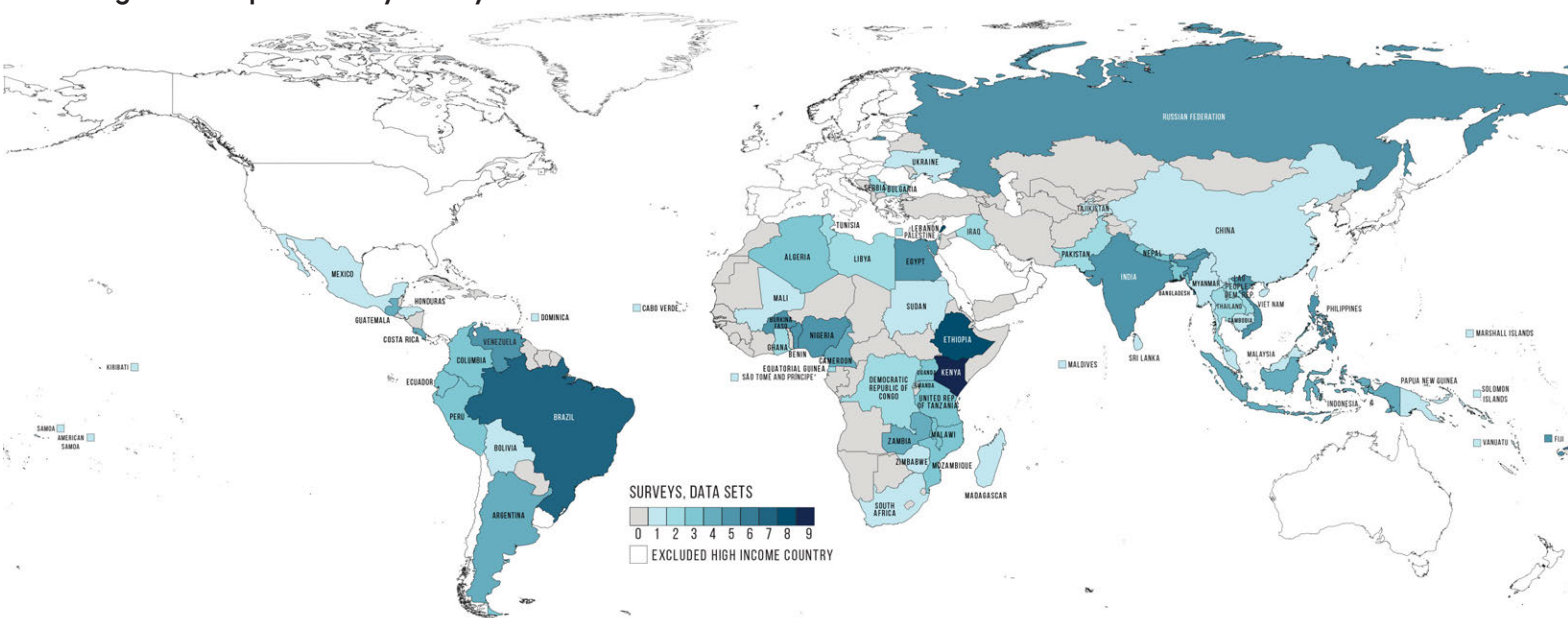 RUSSIAN FEDERATION
UKRAINE
SERBIA
BULGARIA
TAJIKISTAN
TUNISIA
LEBANON
PALESTINE
IRAQ
CHINA
ALGERIA
LIBYA
EGYPT
PAKISTAN
NEPAL
MEXICO
INDIA
LAO
PEOPLE'S
DEM. REP.
MYANMAR
BANGLADESH
VIET NAM
THAILAND
CAMBODIA
PHILIPPINES
MALI
SUDAN
HONDURAS
GUATEMALA
COSTA RICA
DOMINICA
CABO VERDE
BURKINA
FASO
NIGERIA
GHANA
BENIN
CAMEROON
ETHIOPIA
VENEZUELA
COLUMBIA
MARSHALL ISLANDS
SRI LANKA
MALAYSIA
MALDIVES
KIRIBATI
ECUADOR
EQUATORIAL GUINEA
SÃO TOMÉ AND PRÍNCIPE
UGANDA
KENYA
RWANDA
DEMOCRATIC
REPUBLIC OF
CONGO
UNITED REP.
OF TANZANIA
PAPUA NEW GUINEA
SOLOMON
ISLANDS
INDONESIA
PERU
BRAZIL
SAMOA
AMERICAN
SAMOA
BOLIVIA
ZAMBIA
MALAWI
VANUATU
FIJI
ZIMBABWE
MOZAMBIQUE
MADAGASCAR
SOUTH
AFRICA
ARGENTINA
SURVEYS, DATA SETS
0 1 2 3 4 5 6 7 8 9
EXCLUDED HIGH INCOME COUNTRY